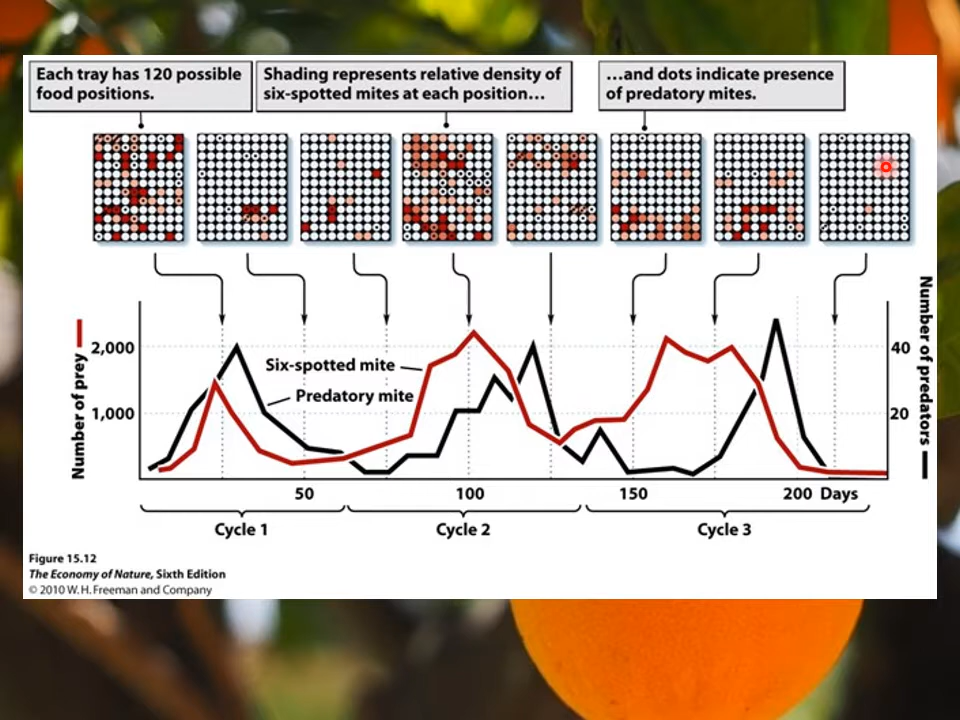 Each tray has 120 possible
food positions.
Shading represents relative density of
six-spotted mites at each position…
…and dots indicate presence
of predatory mites.
Number of prey
2,000
1,000
Six-spotted mite
Predatory mite
40
20
Number of predators
50
100
150
200 Days
Cycle 1
Cycle 2
Cycle 3
Figure 15.12
The Economy of Nature, Sixth Edition
© 2010 W. H. Freeman and Company